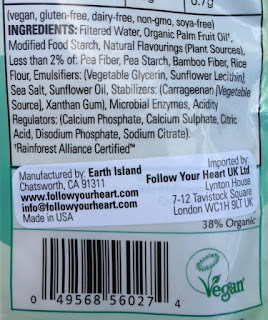 0.7g
(vegan, gluten-free, dairy-free, non-gmo, soya-free)
INGREDIENTS: Filtered Water, Organic Palm Fruit Oil†,
Modified Food Starch, Natural Flavourings (Plant Sources),
Less than 2% of: Pea Fiber, Pea Starch, Bamboo Fiber, Rice
Flour, Emulsifiers: (Vegetable Glycerin, Sunflower Lecithin),
Sea Salt, Sunflower Oil, Stabilizers: (Carrageenan [Vegetable
Source], Xanthan Gum), Microbial Enzymes, Acidity
Regulators: (Calcium Phosphate, Calcium Sulphate, Citric
Acid, Disodium Phosphate, Sodium Citrate).
†Rainforest Alliance Certified™
Manufactured by: Earth Island
Chatsworth, CA 91311
www.followyourheart.com
info@followyourheart.com
Made in USA
Imported by:
Follow Your Heart UK Ltd
Lynton House
7-12 Tavistock Square
London WC1H 9LT UK
38% Organic
0 49568 56027 4
Vegan